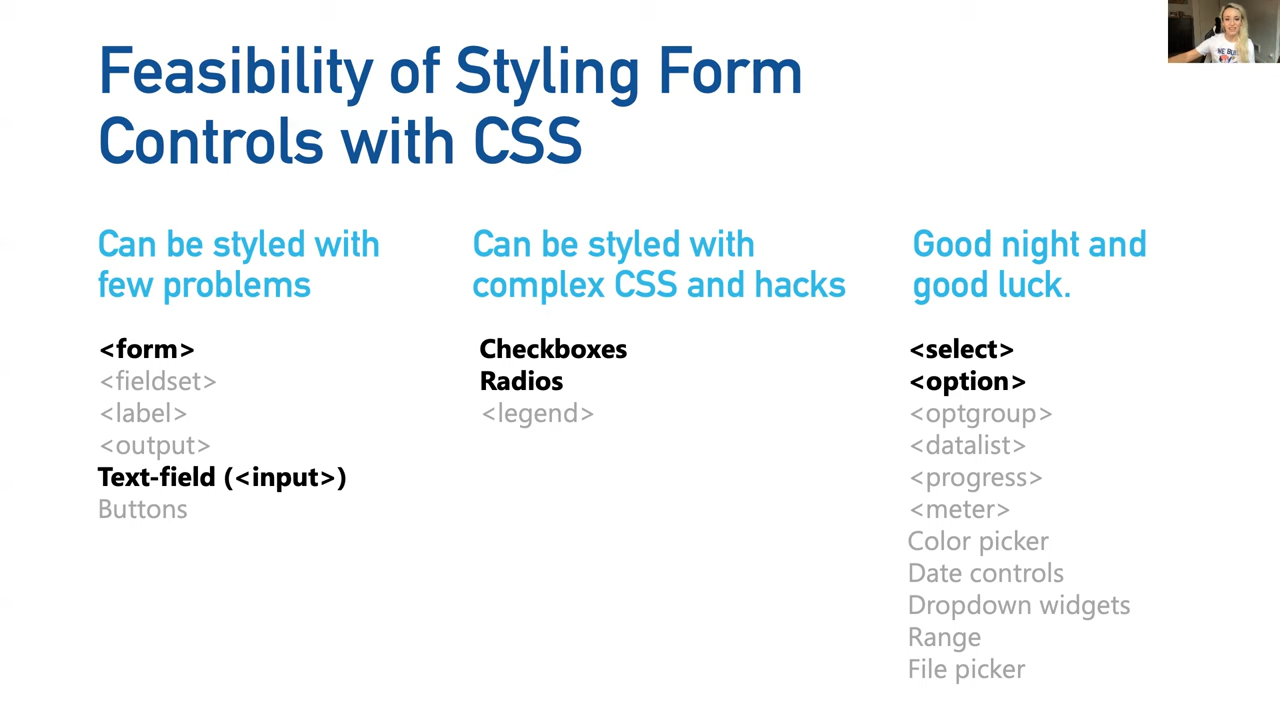 Feasibility of Styling Form
Controls with CSS
Can be styled with
few problems
<form>
<fieldset>
<label>
<output>
Text-field (<input>)
Buttons
Can be styled with
complex CSS and hacks
Checkboxes
Radios
<legend>
Good night and
good luck.
<select>
<option>
<optgroup>
<datalist>
<progress>
<meter>
Color picker
Date controls
Dropdown widgets
Range
File picker
WE BUI